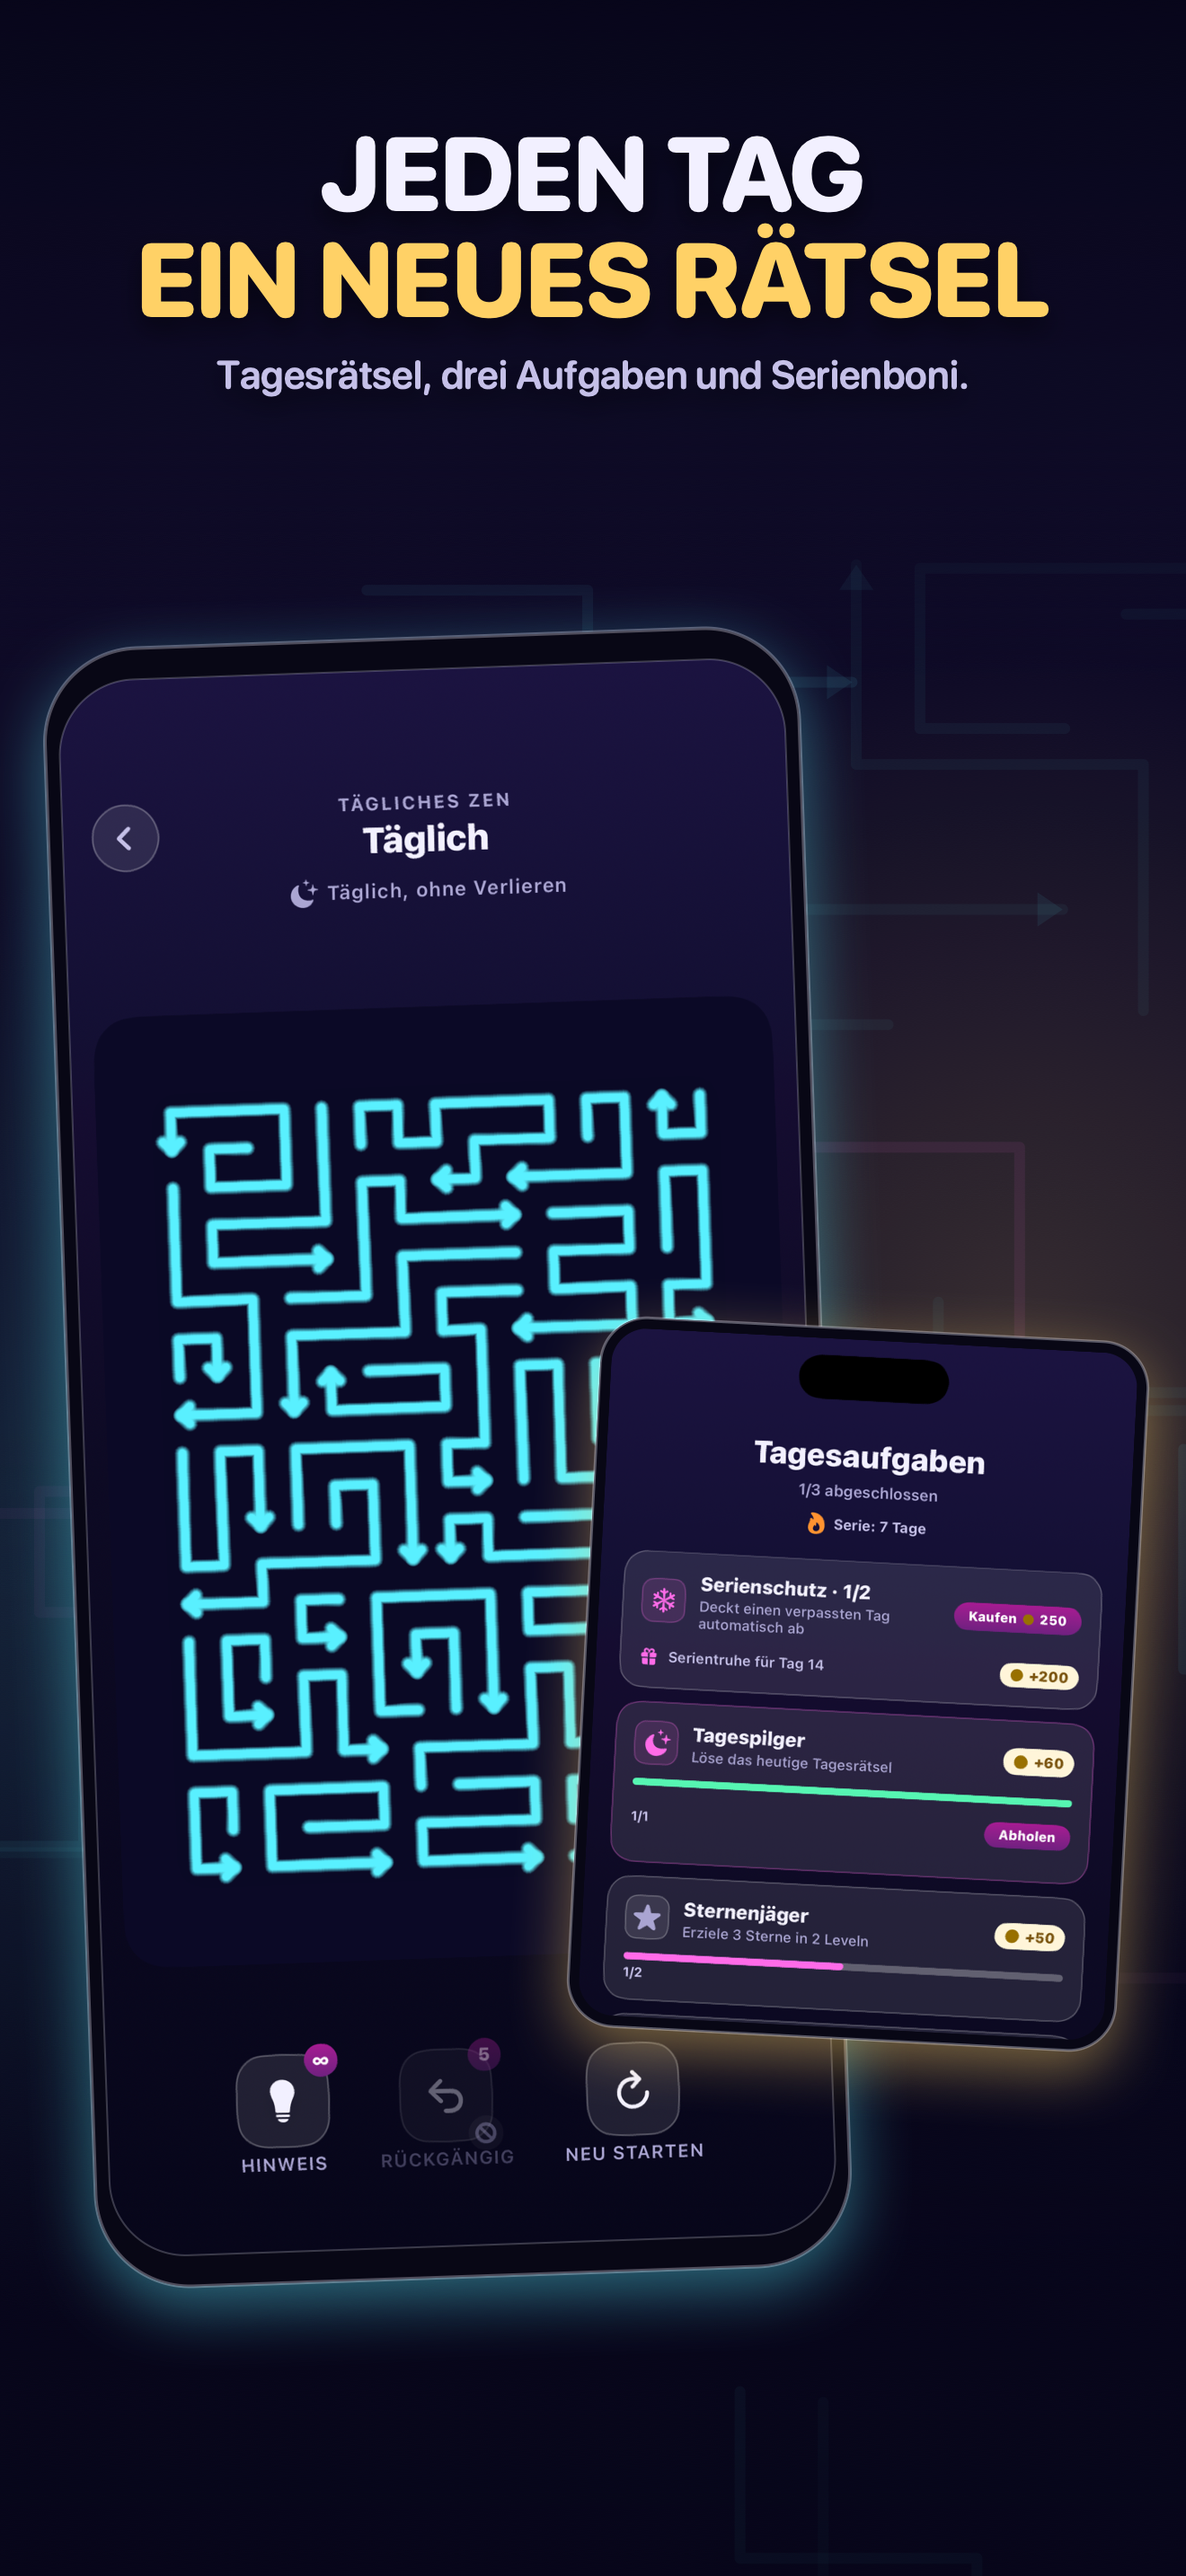 JEDEN TAG
EIN NEUES RÄTSEL
Tagesrätsel, drei Aufgaben und Serienboni.
TÄGLICHES ZEN
Täglich
Täglich, ohne Verlieren
Tagesaufgaben
1/3 abgeschlossen
Serie: 7 Tage
Serienschutz · 1/2
Deckt einen verpassten Tag
automatisch ab
Kaufen 250
Serientruhe für Tag 14
+200
Tagespilger
Löse das heutige Tagesrätsel
+60
1/1
Abholen
Sternenjäger
Erziele 3 Sterne in 2 Leveln
+50
1/2
∞
5
HINWEIS
RÜCKGÄNGIG
NEU STARTEN